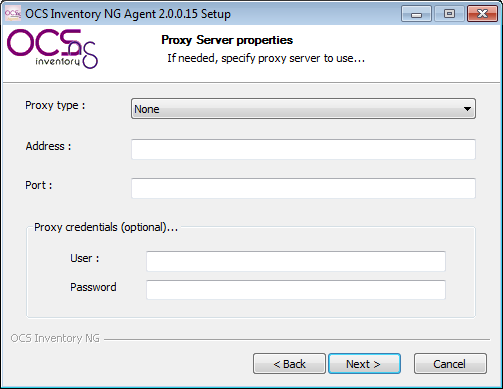 OCS Inventory NG Agent 2.0.0.15 Setup
OCS ng
inventory
Proxy Server properties
If needed, specify proxy server to use...
Proxy type :
None
Address :
Port :
Proxy credentials (optional)...
User :
Password
OCS Inventory NG
< Back
Next >
Cancel